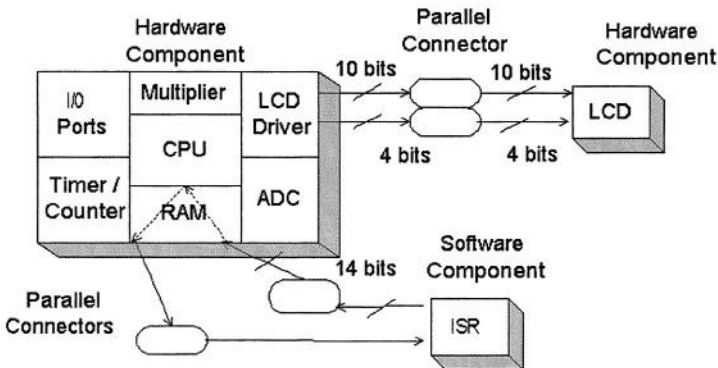 Hardware
Component
Parallel
Connector
Hardware
Component
I/O
Ports
Multiplier
LCD
Driver
10 bits
10 bits
LCD
CPU
4 bits
4 bits
Timer /
Counter
RAM
ADC
14 bits
Software
Component
Parallel
Connectors
ISR